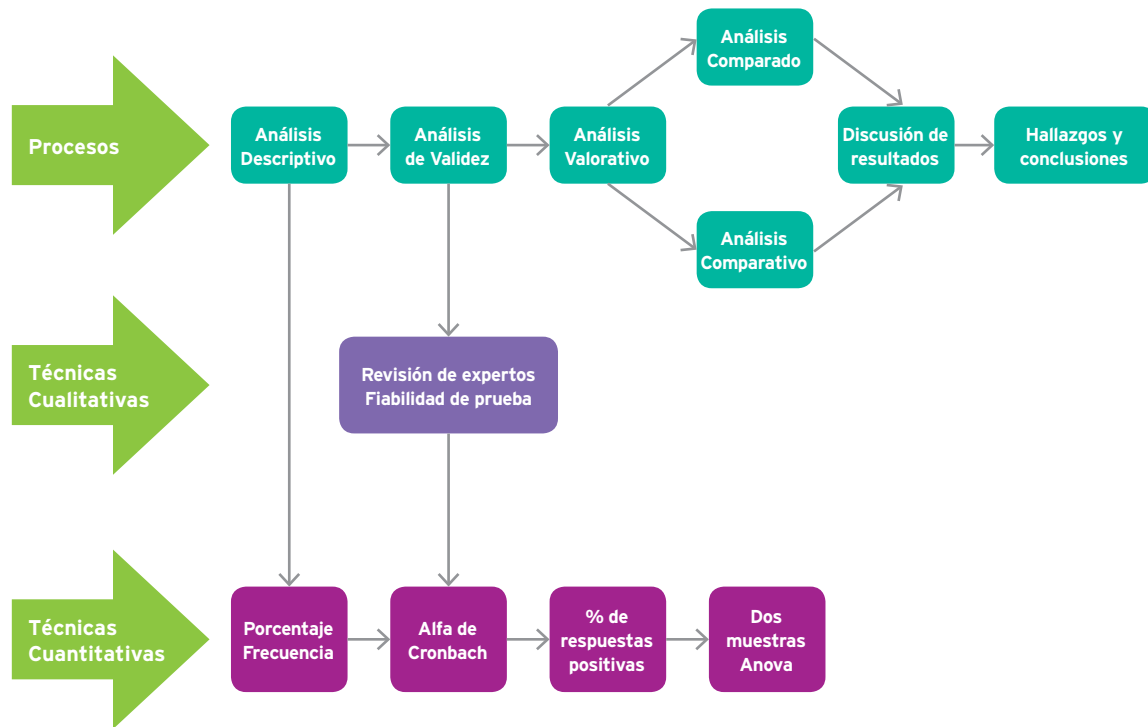 Procesos
Análisis
Descriptivo
Análisis
de Validez
Análisis
Valorativo
Análisis
Comparado
Análisis
Comparativo
Discusión de
resultados
Hallazgos y
conclusiones
Técnicas
Cualitativas
Revisión de expertos
Fiabilidad de prueba
Técnicas
Cuantitativas
Porcentaje
Frecuencia
Alfa de
Cronbach
% de
respuestas
positivas
Dos
muestras
Anova